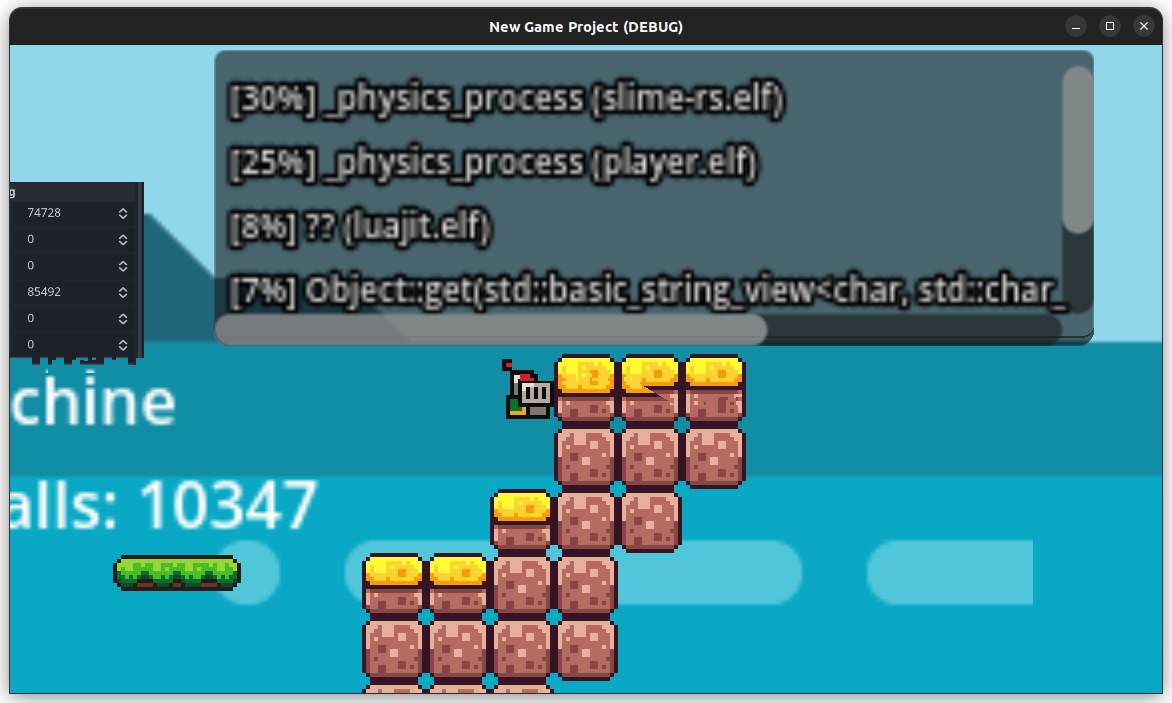 New Game Project (DEBUG)
[30%] _physics_process (slime-rs.elf)
[25%] _physics_process (player.elf)
[8%] ?? (luajit.elf)
[7%] Object::get(std::basic_string_view<char, std::char_
g
74728
0
0
85492
0
0
chine
alls: 10347